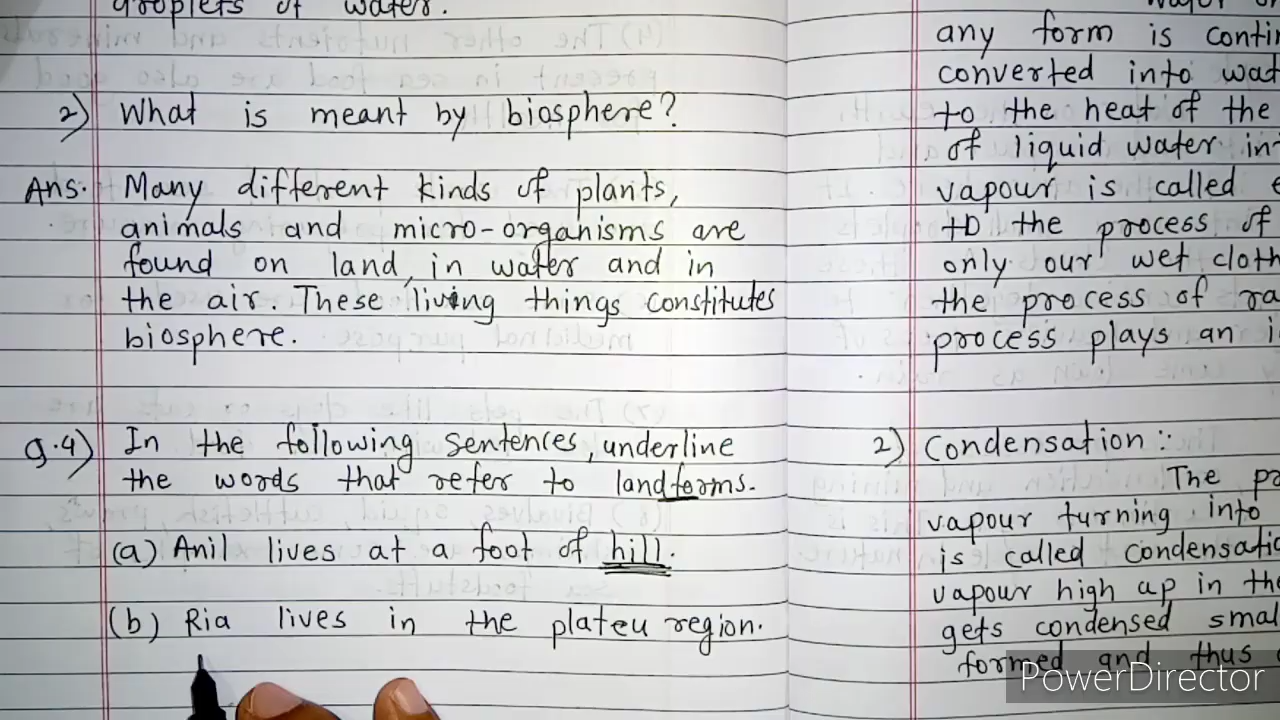 droplets of water.
2) What is meant by biosphere?
Ans. Many different kinds of plants,
animals and micro-organisms are
found on land, in water and in
the air. These living things constitutes
biosphere.
Q.4) In the following sentences, underline
the words that refer to landforms.
(a) Anil lives at a foot of hill.
(b) Ria lives in the plateu region.
any form is contin
converted into wat
to the heat of the
of liquid water in
vapour is called
to the process of
only our wet cloth
the process of ra
process plays an i
2) Condensation:
The pr
vapour turning into
is called condensatio
vapour high up in the
gets condensed smal
formed and thus
PowerDirector